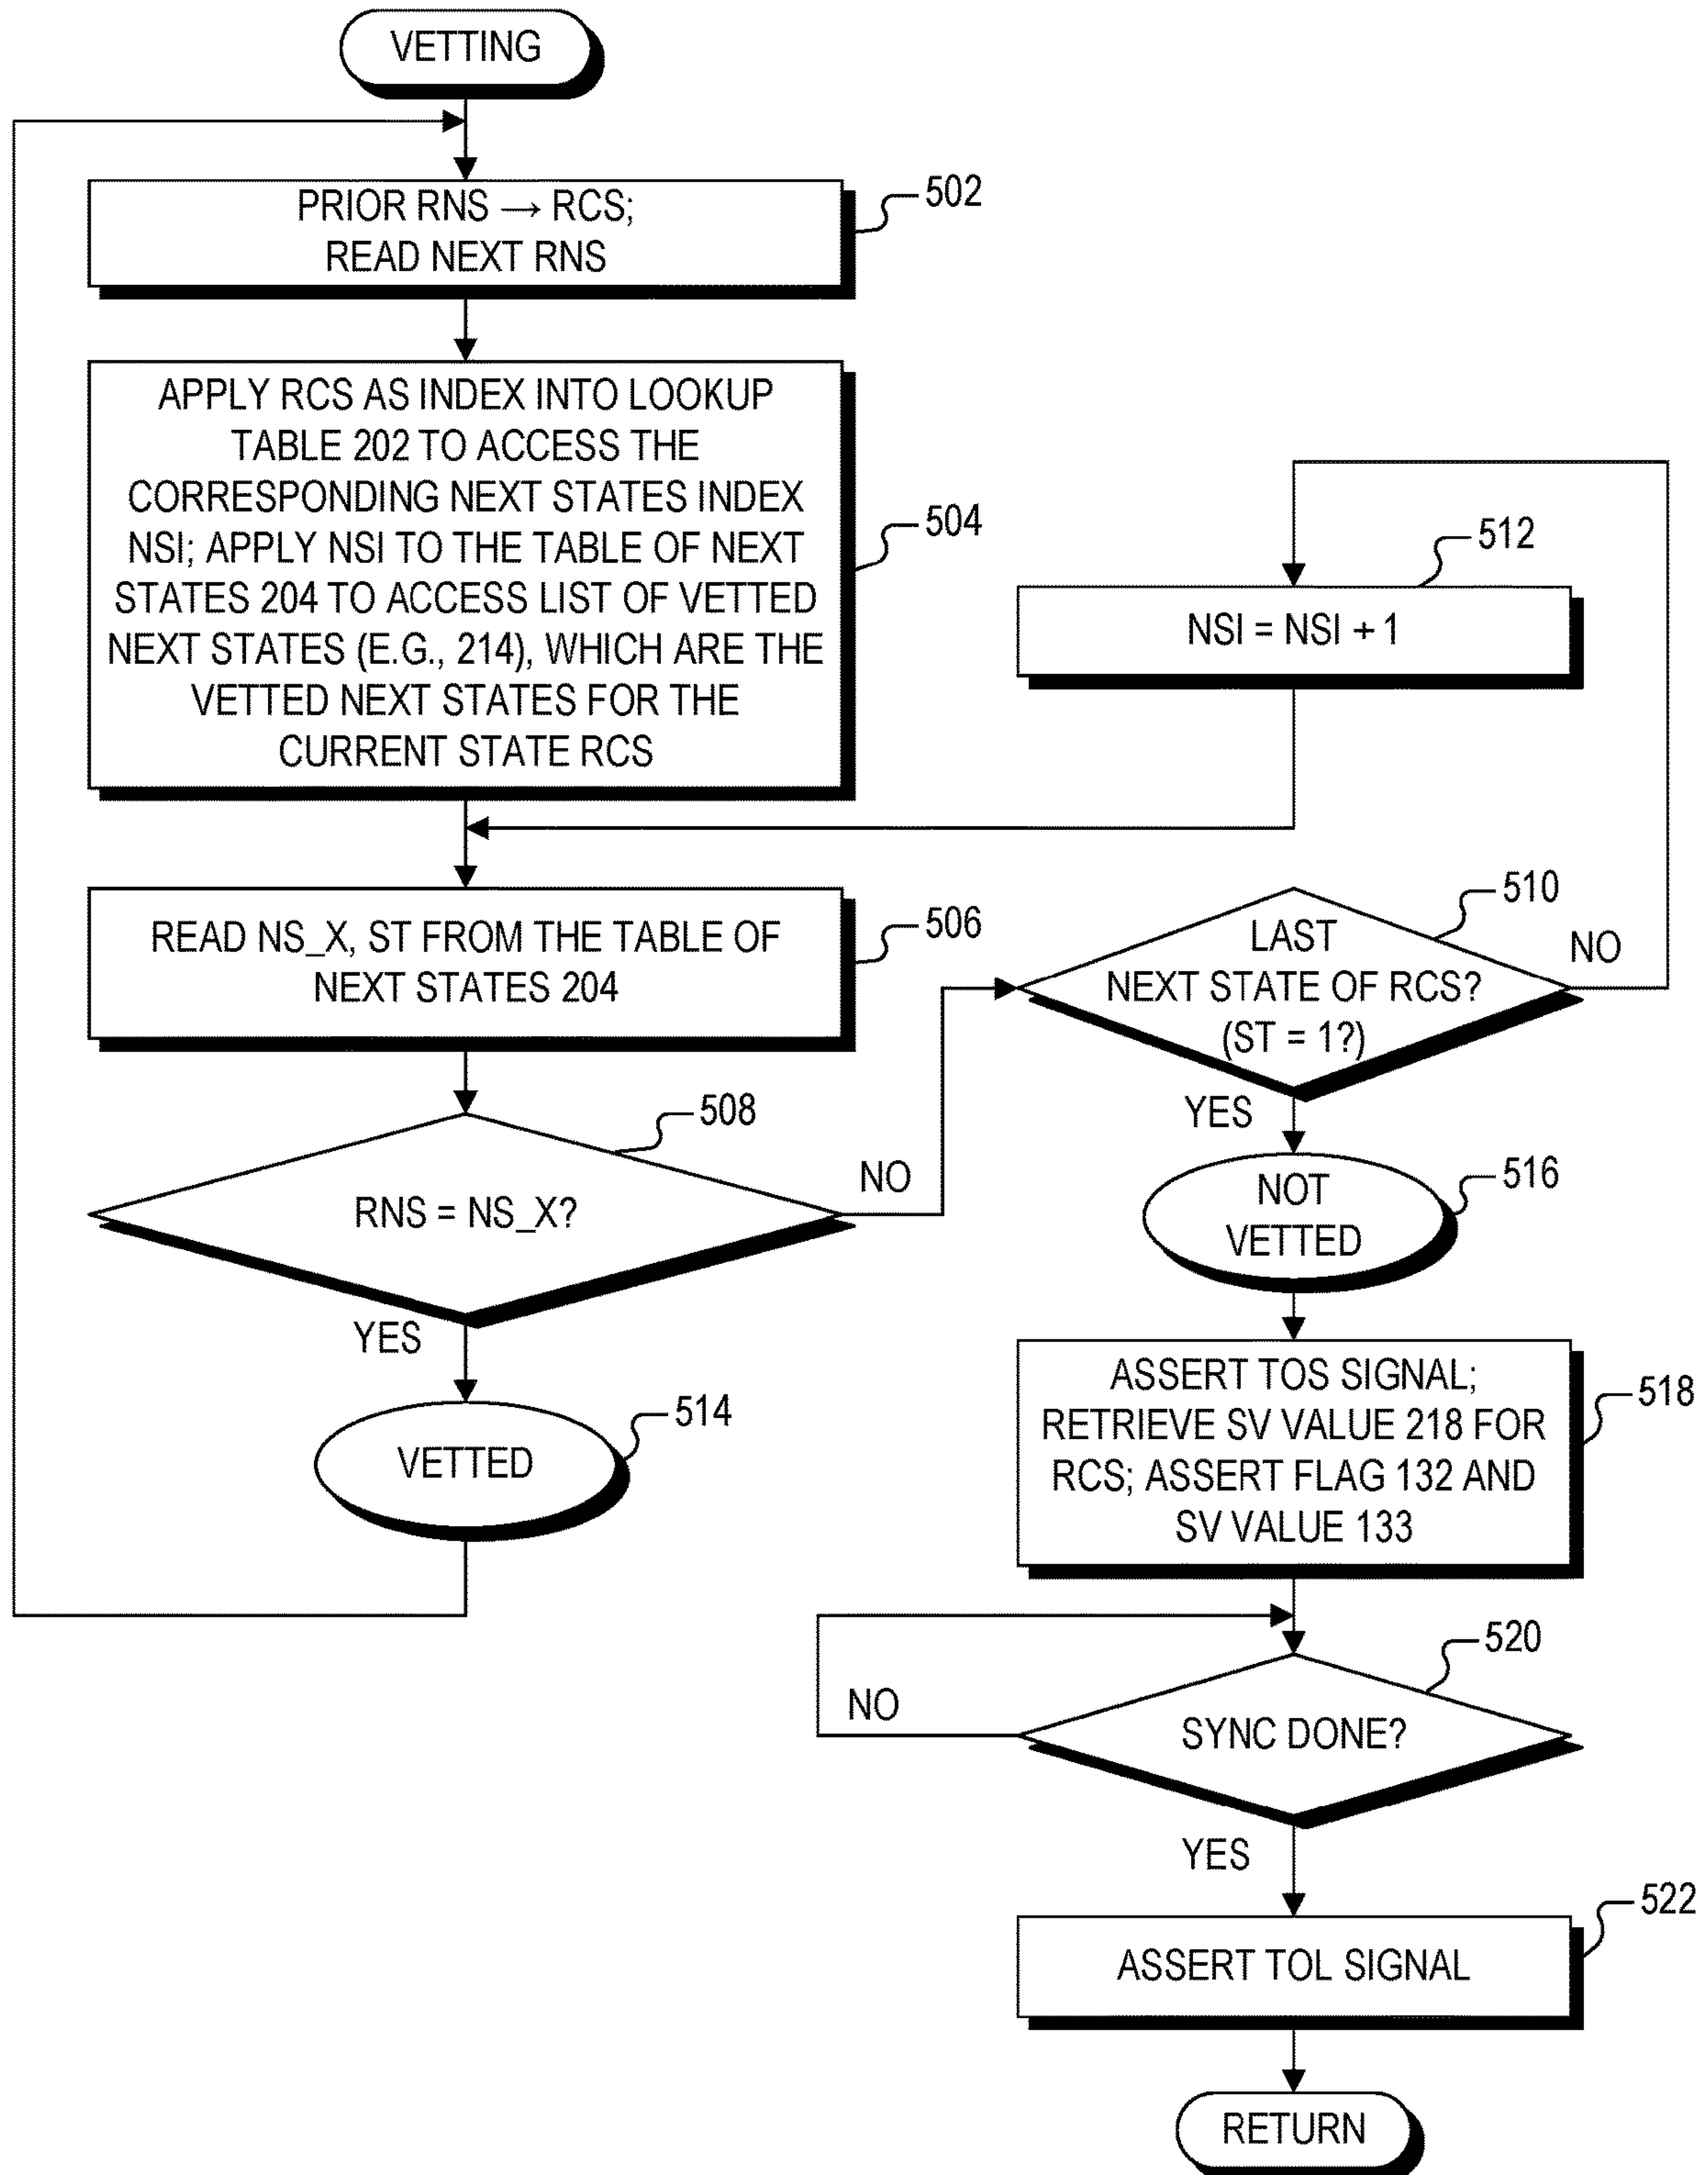 VETTING
PRIOR RNS → RCS;
READ NEXT RNS
502
APPLY RCS AS INDEX INTO LOOKUP
TABLE 202 TO ACCESS THE
CORRESPONDING NEXT STATES INDEX
NSI; APPLY NSI TO THE TABLE OF NEXT
STATES 204 TO ACCESS LIST OF VETTED
NEXT STATES (E.G., 214), WHICH ARE THE
VETTED NEXT STATES FOR THE
CURRENT STATE RCS
504
512
NSI = NSI + 1
READ NS_X, ST FROM THE TABLE OF
NEXT STATES 204
506
510
LAST
NEXT STATE OF RCS?
(ST = 1?)
NO
YES
508
RNS = NS_X?
NO
YES
NOT
VETTED
516
VETTED
514
ASSERT TOS SIGNAL;
RETRIEVE SV VALUE 218 FOR
RCS; ASSERT FLAG 132 AND
SV VALUE 133
518
520
SYNC DONE?
NO
YES
522
ASSERT TOL SIGNAL
RETURN